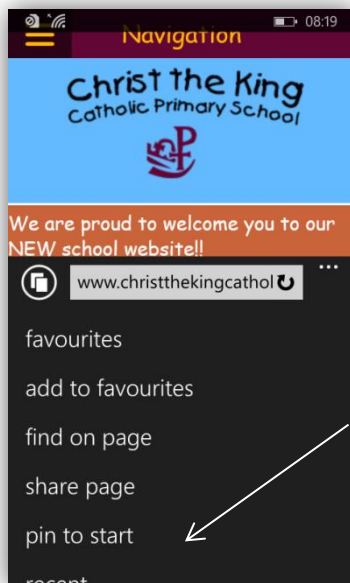 08:19
Navigation
Christ the King
Catholic Primary School
We are proud to welcome you to our
NEW school website!!
www.christthekingcathol
...
favourites
add to favourites
find on page
share page
pin to start
recent